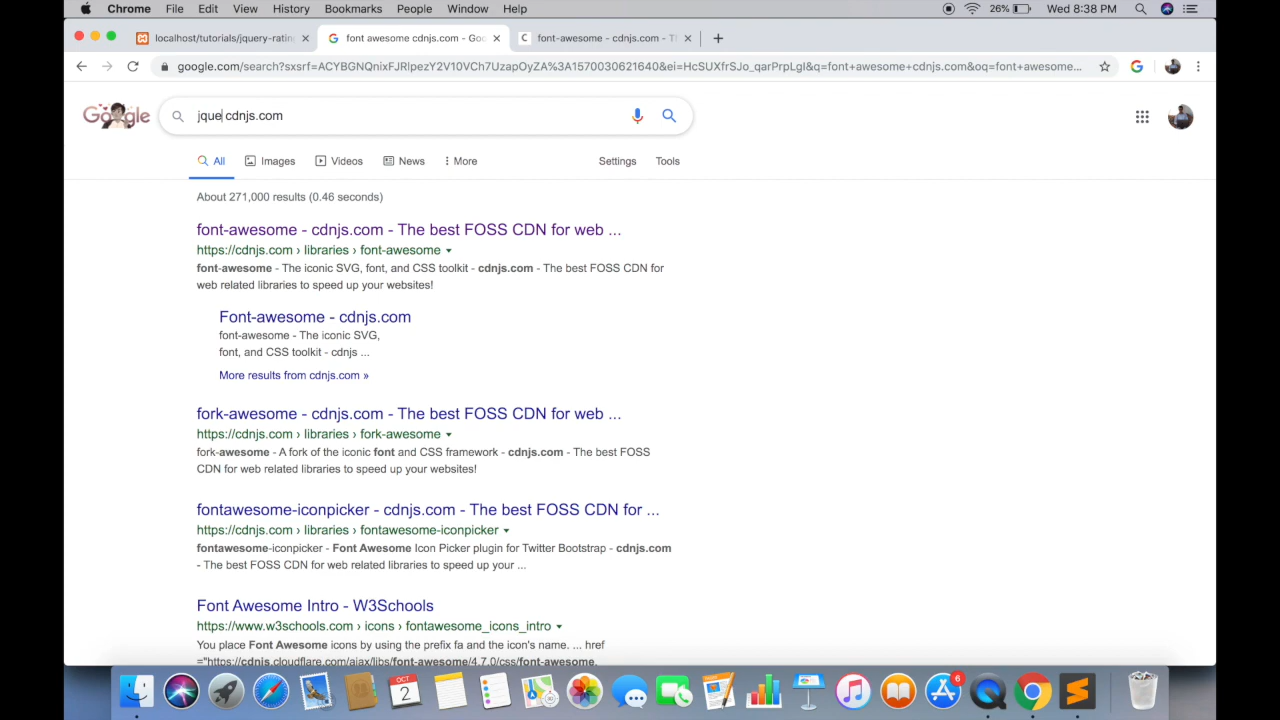 Chrome File Edit View History Bookmarks People Window Help 26% Wed 8:38 PM
localhost/tutorials/jquery-rating font awesome cdnjs.com - Goo font-awesome - cdnjs.com - T
google.com/search?sxsrf=ACYBGNQnixFJRlpezY2V10VCh7UzapOyZA%3A1570030621640&ei=HcSUXfrSJo_qarPrpLgI&q=font+awesome+cdnjs.com&oq=font+awesome...
Google jque cdnjs.com
All Images Videos News More Settings Tools
About 271,000 results (0.46 seconds)
font-awesome - cdnjs.com - The best FOSS CDN for web ...
https://cdnjs.com › libraries › font-awesome
font-awesome - The iconic SVG, font, and CSS toolkit - cdnjs.com - The best FOSS CDN for
web related libraries to speed up your websites!
Font-awesome - cdnjs.com
font-awesome - The iconic SVG,
font, and CSS toolkit - cdnjs ...
More results from cdnjs.com »
fork-awesome - cdnjs.com - The best FOSS CDN for web ...
https://cdnjs.com › libraries › fork-awesome
fork-awesome - A fork of the iconic font and CSS framework - cdnjs.com - The best FOSS
CDN for web related libraries to speed up your websites!
fontawesome-iconpicker - cdnjs.com - The best FOSS CDN for ...
https://cdnjs.com › libraries › fontawesome-iconpicker
fontawesome-iconpicker - Font Awesome Icon Picker plugin for Twitter Bootstrap - cdnjs.com
- The best FOSS CDN for web related libraries to speed up your ...
Font Awesome Intro - W3Schools
https://www.w3schools.com › icons › fontawesome_icons_intro
You place Font Awesome icons by using the prefix fa and the icon's name. ... href
="https://cdnjs.cloudflare.com/ajax/libs/font-awesome/4.7.0/css/font-awesome.
OCT
2
6